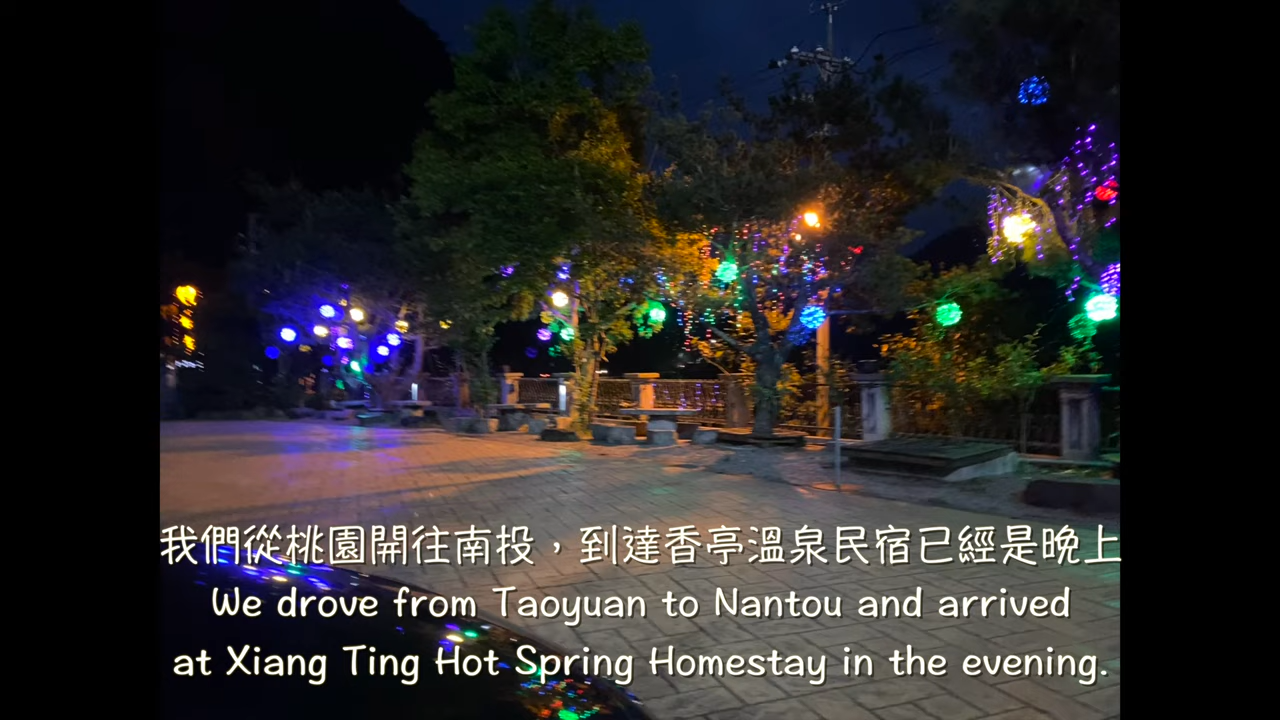 我們從桃園開往南投，到達香亭溫泉民宿已經是晚上
We drove from Taoyuan to Nantou and arrived
at Xiang Ting Hot Spring Homestay in the evening.